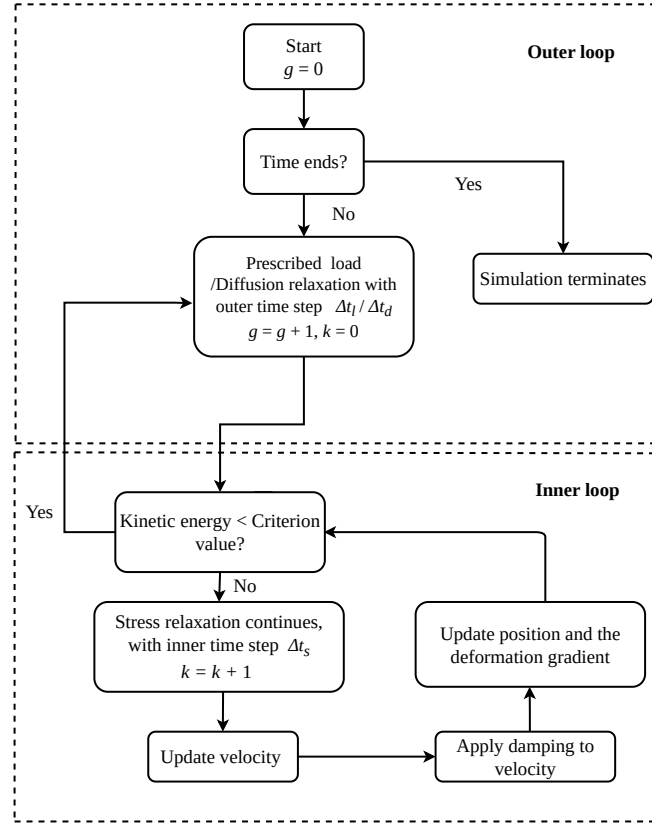 Start
g = 0
Outer loop
Time ends?
Yes
No
Prescribed load
/Diffusion relaxation with
outer time step Δtₗ / Δt_d
g = g + 1, k = 0
Simulation terminates
Inner loop
Yes
Kinetic energy < Criterion
value?
No
Stress relaxation continues,
with inner time step Δtₛ
k = k + 1
Update position and the
deformation gradient
Update velocity
Apply damping to
velocity